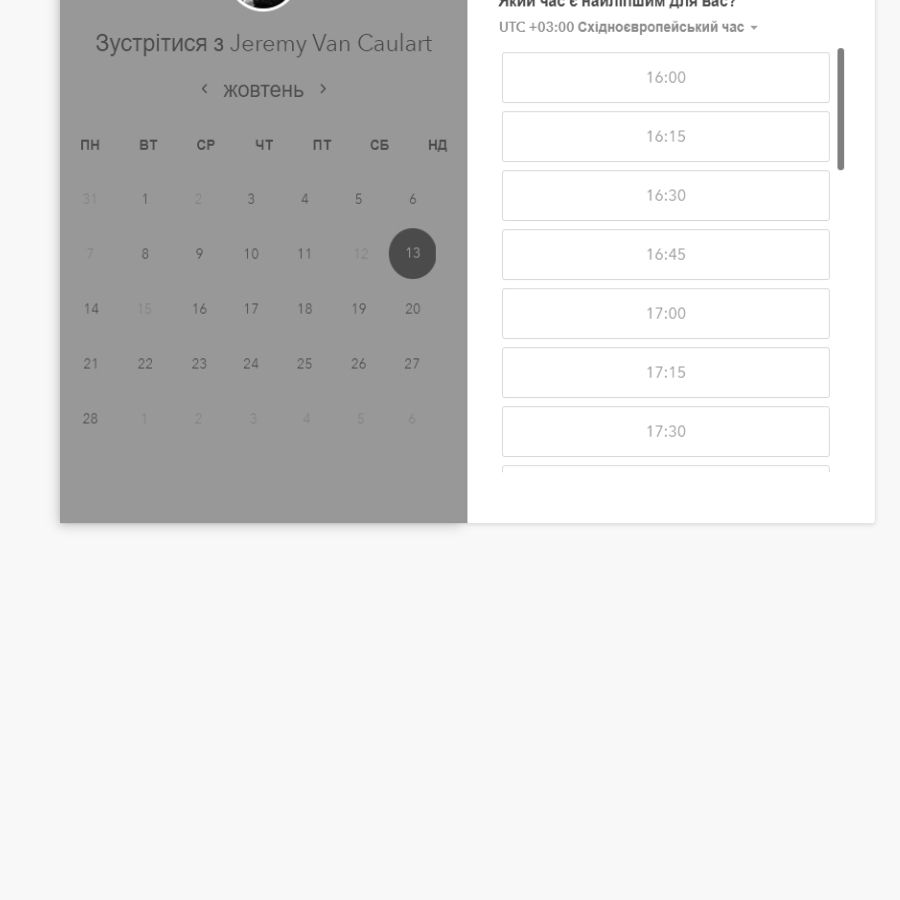 Зустрітися з Jeremy Van Caulart
жовтень
ПН ВТ СР ЧТ ПТ СБ НД
31 1 2 3 4 5 6
7 8 9 10 11 12 13
14 15 16 17 18 19 20
21 22 23 24 25 26 27
28 1 2 3 4 5 6
Який час є найліпшим для вас?
UTC +03:00 Східноєвропейський час
16:00
16:15
16:30
16:45
17:00
17:15
17:30